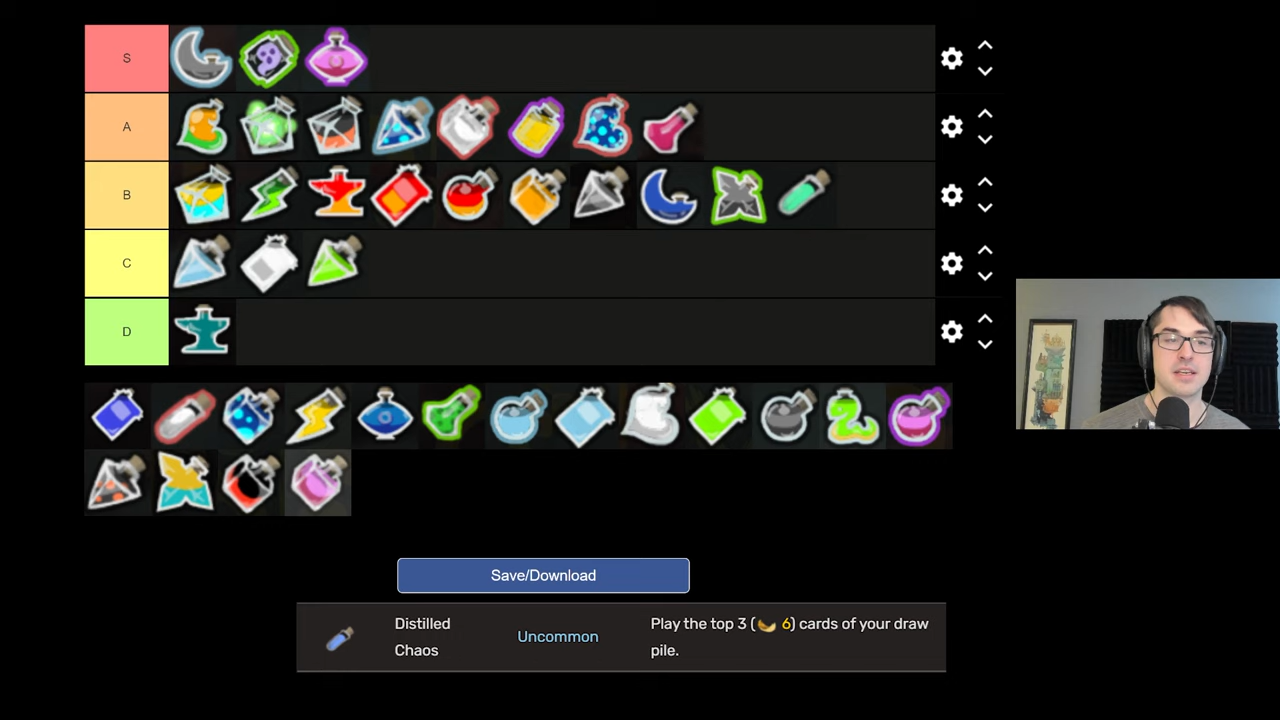 S
A
B
C
D
Save/Download
Distilled Chaos
Uncommon
Play the top 3 ( 6) cards of your draw pile.